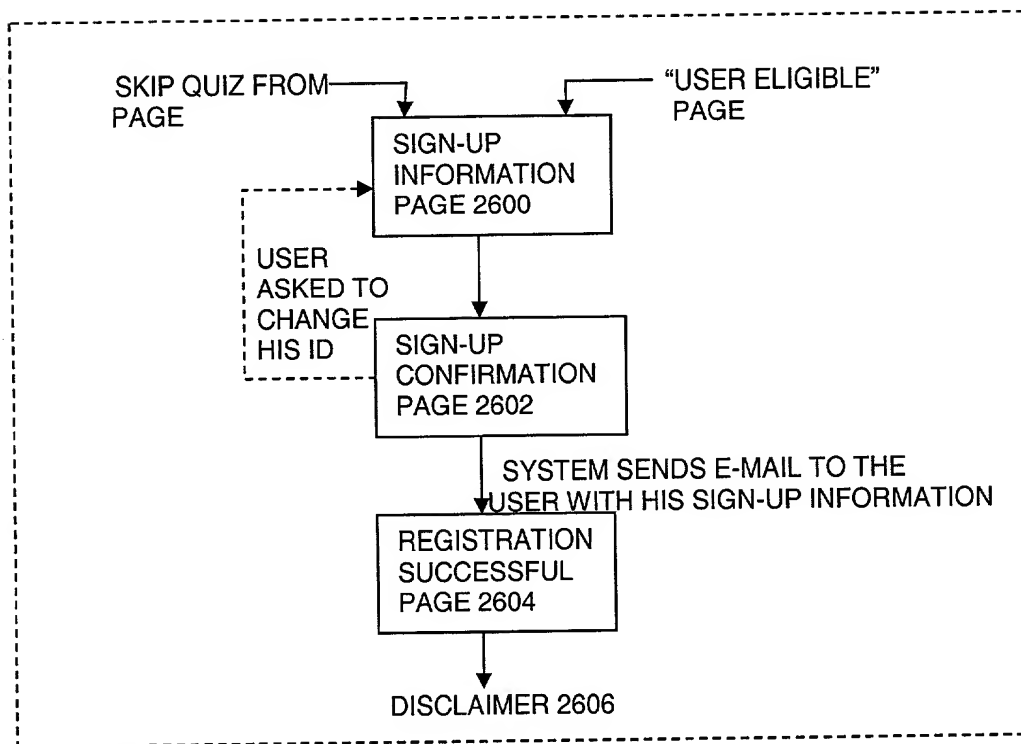 SKIP QUIZ FROM
PAGE
"USER ELIGIBLE"
PAGE
SIGN-UP
INFORMATION
PAGE 2600
USER
ASKED TO
CHANGE
HIS ID
SIGN-UP
CONFIRMATION
PAGE 2602
SYSTEM SENDS E-MAIL TO THE
USER WITH HIS SIGN-UP INFORMATION
REGISTRATION
SUCCESSFUL
PAGE 2604
DISCLAIMER 2606